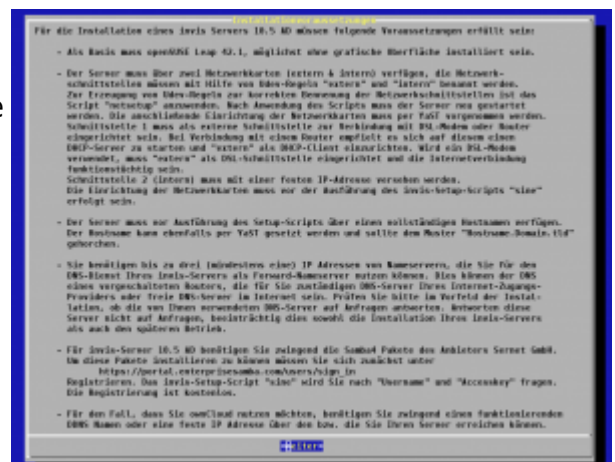 Installationsvoraussetzungen
Für die Installation eines invis Servers 10.5 AD müssen folgende Voraussetzungen erfüllt sein:
- Als Basis muss openSUSE Leap 42.1, möglichst ohne grafische Oberfläche installiert sein.
- Der Server muss über zwei Netzwerkkarten (extern & intern) verfügen, die Netzwerk-
schnittstellen müssen mit Hilfe von Udev-Regeln "extern" und "intern" benannt werden.
Zur Erzeugung von Udev-Regeln zur korrekten Benennung der Netzwerkschnittstellen ist das
Script "netsetup" anzuwenden. Nach Anwendung des Scripts muss der Server neu gestartet
werden. Die anschließende Einrichtung der Netzwerkkarten muss per YaST vorgenommen werden.
Schnittstelle 1 muss als externe Schnittstelle zur Verbindung mit DSL-Modem oder Router
eingerichtet sein. Bei Verbindung mit einem Router empfielt es sich auf diesem einen
DHCP-Server zu starten und "extern" als DHCP-Client einzurichten. Wird ein DSL-Modem
verwendet, muss "extern" als DSL-Schnittstelle eingerichtet und die Internetverbindung
funktionstüchtig sein.
Schnittstelle 2 (intern) muss mit einer festen IP-Adresse versehen werden.
Die Einrichtung der Netzwerkkarten muss vor der Ausführung des invis-Setup-Scripts "sine"
erfolgt sein.
- Der Server muss vor Ausführung des Setup-Scripts über einen vollständigen Hostnamen verfügen.
Der Hostname kann ebenfalls per YaST gesetzt werden und sollte dem Muster "Hostname.Domain.tld"
gehorchen.
- Sie benötigen bis zu drei (mindestens eine) IP Adressen von Nameservern, die Sie für den
DNS-Dienst Ihres invis-Servers als Forward-Nameserver nutzen können. Dies können der DNS
eines vorgeschalteten Routers, die für Sie zuständigen DNS-Server Ihres Internet-Zugangs-
Providers oder freie DNS-Server im Internet sein. Prüfen Sie bitte im Vorfeld der Instal-
lation, ob die von Ihnen verwendeten DNS-Server auf Anfragen antworten. Antworten diese
Server nicht auf Anfragen, beeinträchtig dies sowohl die Installation Ihres invis-Servers
als auch den späteren Betrieb.
- Für invis-Server 10.5 AD benötigen Sie zwingend die Samba4 Pakete des Anbieters Sernet GmbH.
Um diese Pakete installieren zu können müssen Sie sich zunächst unter
https://portal.enterprisesamba.com/users/sign_in
Registrieren. Das invis-Setup-Script "sine" wird Sie nach "Username" und "Accesskey" fragen.
Die Registrierung ist kostenlos.
- Für den Fall, dass Sie ownCloud nutzen möchten, benötigen Sie zwingend einen funktionierenden
DDNS Namen oder eine feste IP Adresse über den bzw. die Sie Ihren Server erreichen können.
Weiter
e